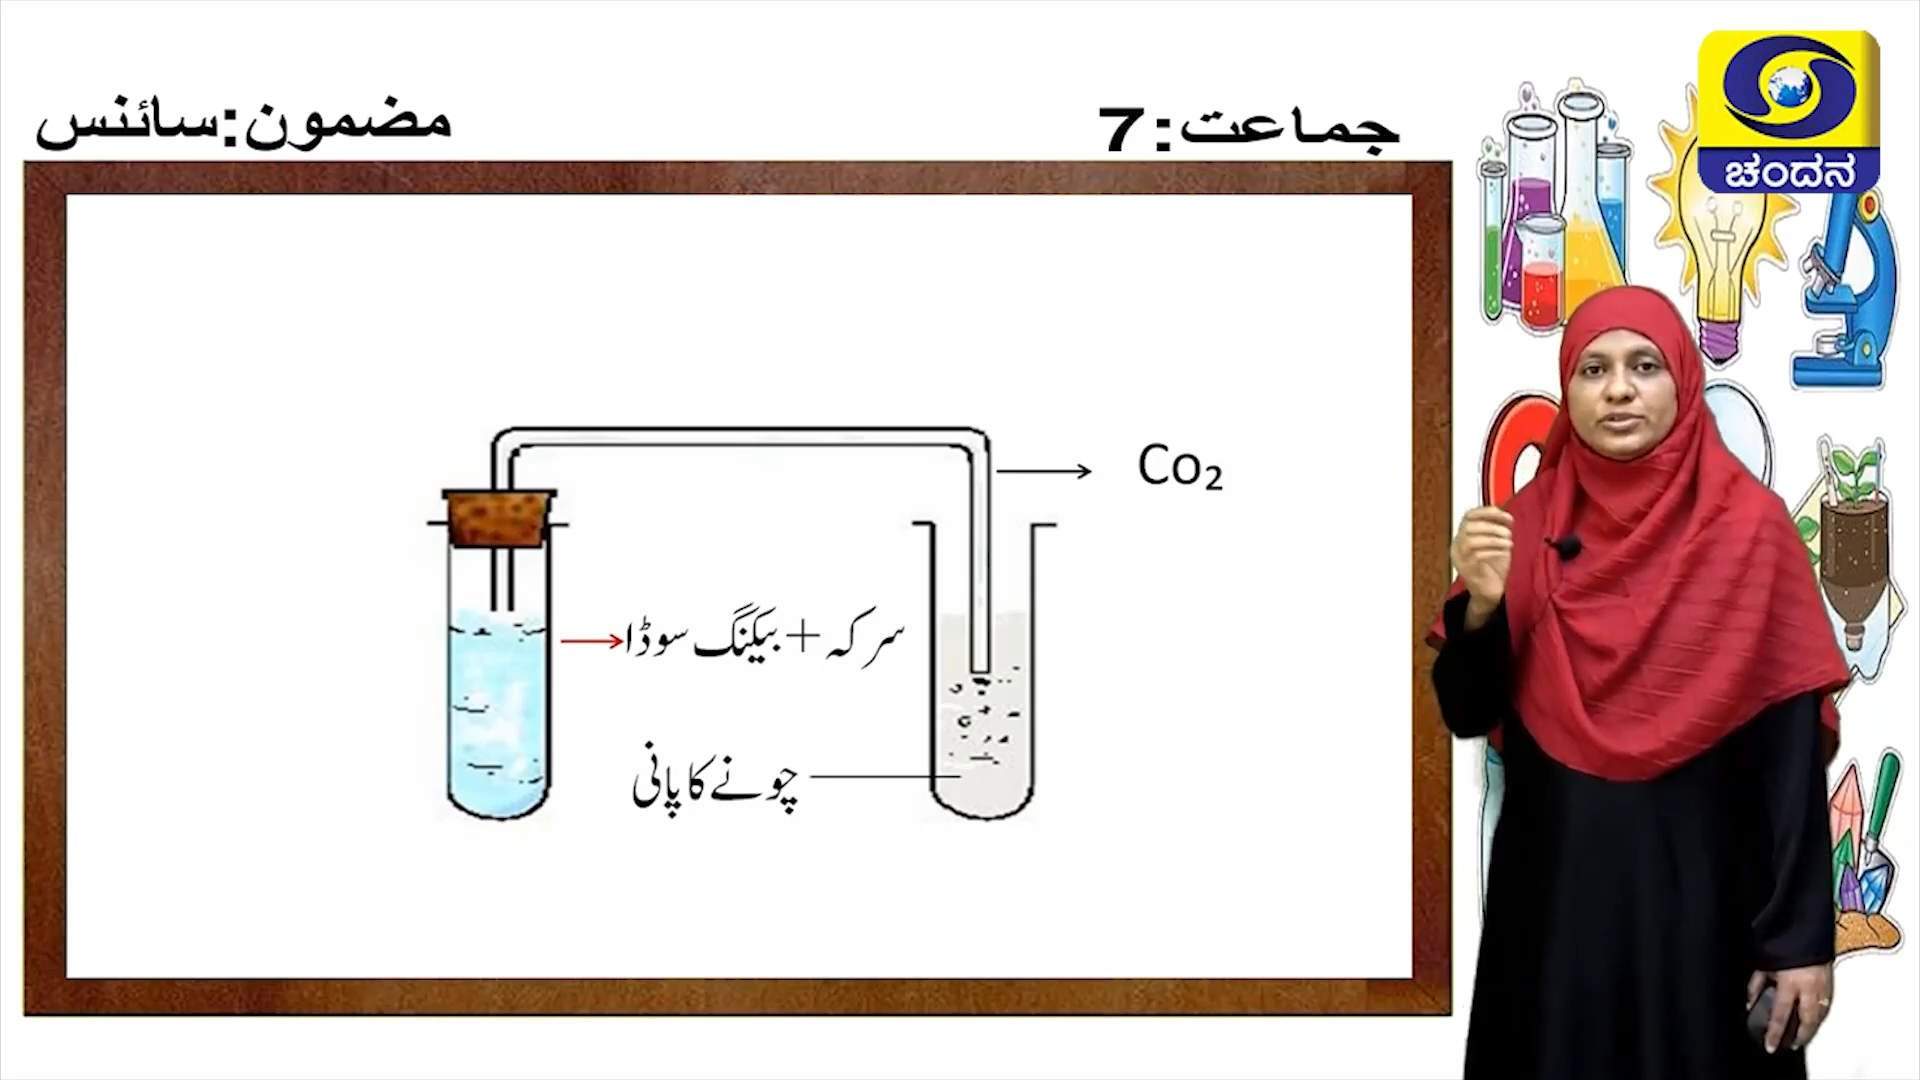 جماعت:7
مضمون:سائنس
ಚಂದನ
Co₂
سرکہ + بیکنگ سوڈا
چونے کا پانی